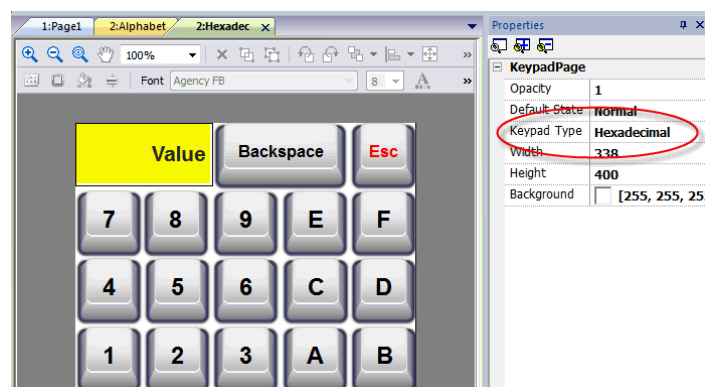 1:Page1 2:Alphabet 2:Hexadec x
Properties
100%
Font Agency FB 8 A
KeypadPage
Opacity 1
Default State Normal
Keypad Type Hexadecimal
Width 338
Height 400
Background [255, 255, 25
Value Backspace Esc
7 8 9 E F
4 5 6 C D
1 2 3 A B